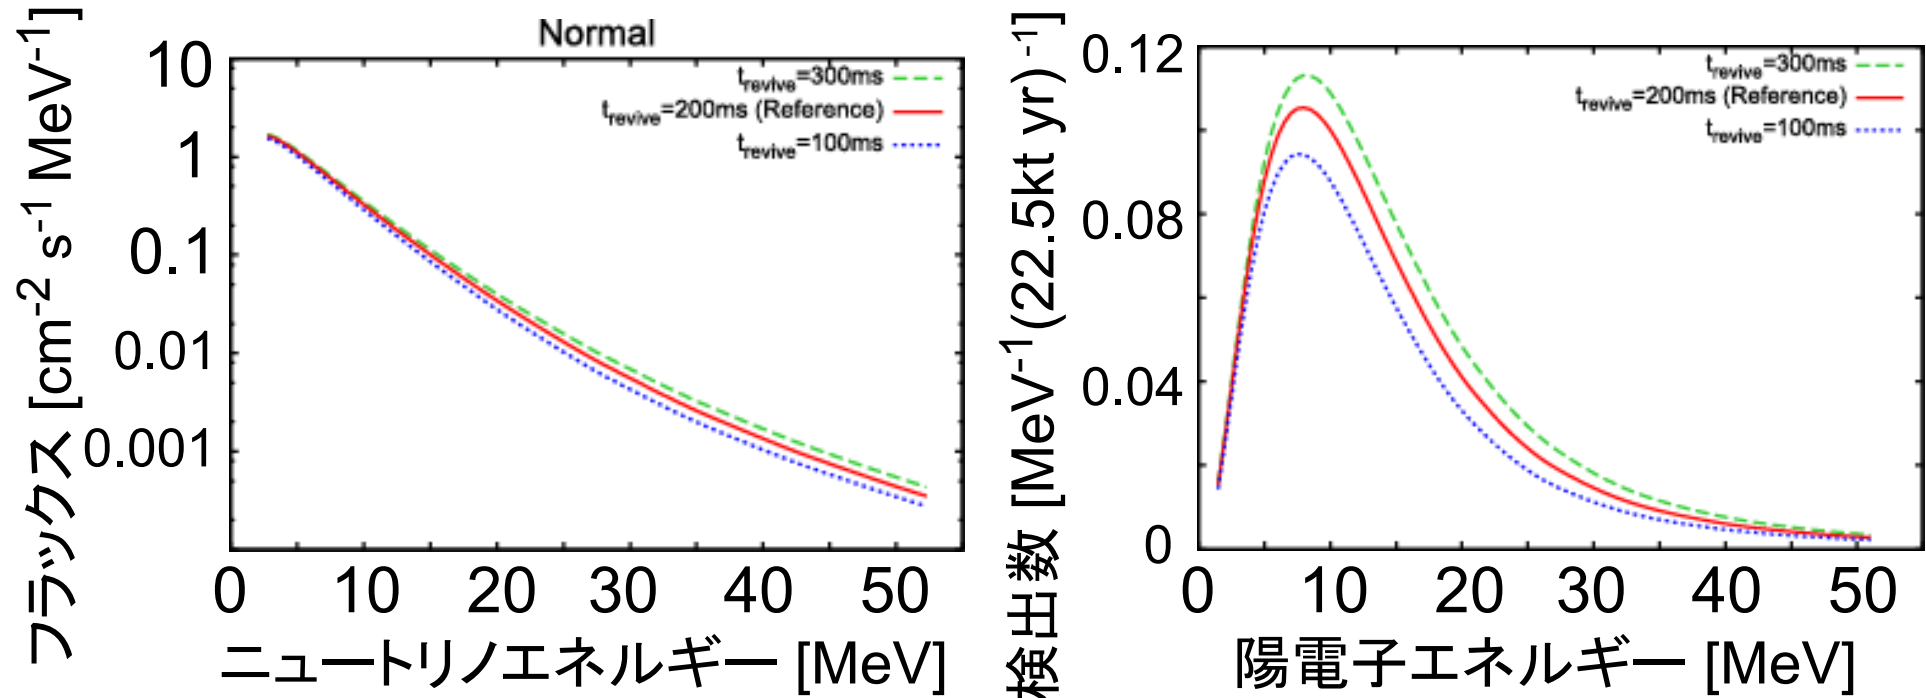 Normal
フラックス [cm-2 s-1 MeV-1]
10
1
0.1
0.01
0.001
trevive=300ms
trevive=200ms (Reference)
trevive=100ms
0 10 20 30 40 50
ニュートリノエネルギー [MeV]
検出数 [MeV-1 (22.5kt yr) -1]
0.12
0.08
0.04
0
trevive=300ms
trevive=200ms (Reference)
trevive=100ms
0 10 20 30 40 50
陽電子エネルギー [MeV]